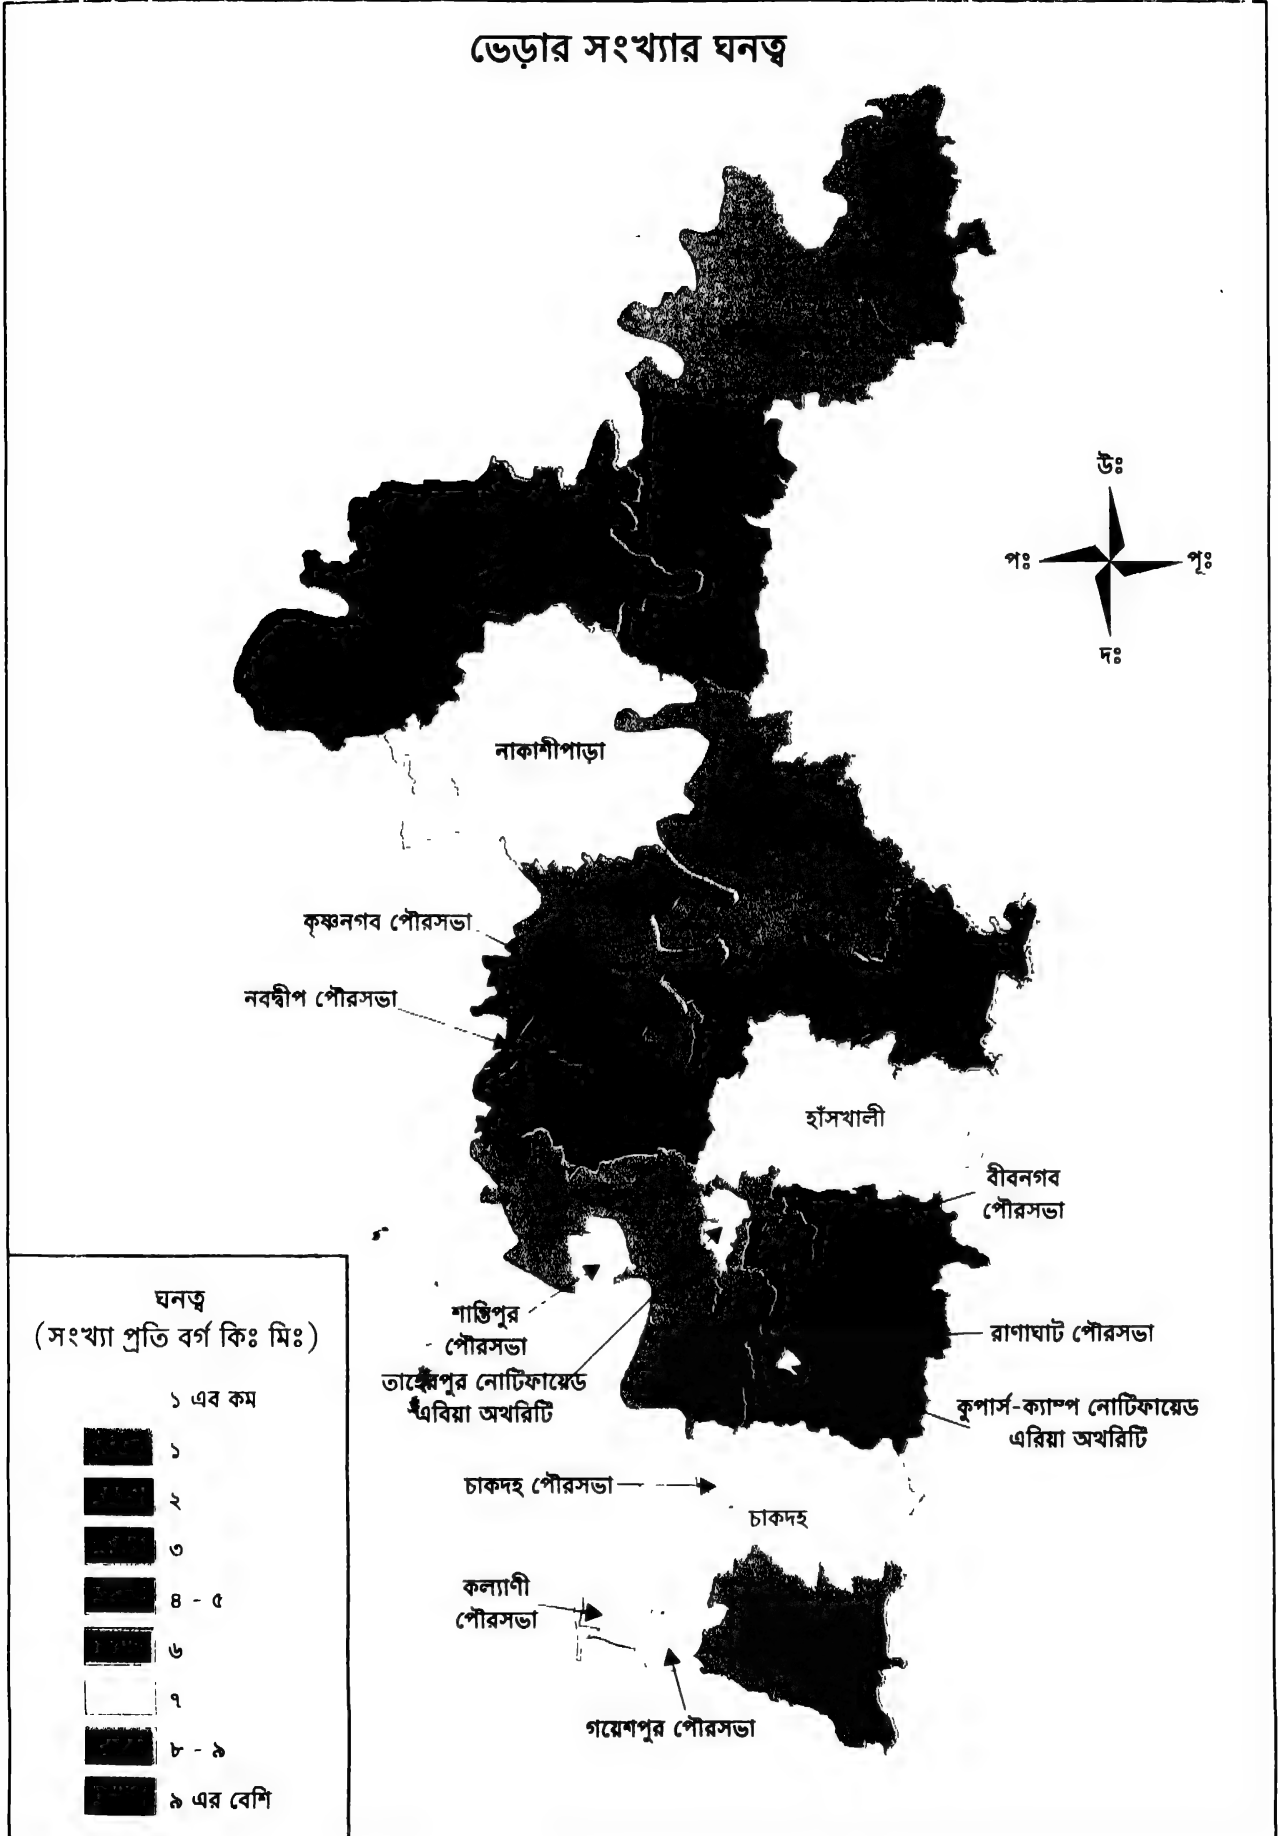 ভেড়ার সংখ্যার ঘনত্ব
উঃ
পঃ
পূঃ
দঃ
নাকাশীপাড়া
কৃষ্ণনগব পৌরসভা
নবদ্বীপ পৌরসভা
হাঁসখালী
বীবনগব
পৌরসভা
শান্তিপুর
পৌরসভা
তাহেরপুর নোটিফায়েড
এবিয়া অথরিটি
রাণাঘাট পৌরসভা
কুপার্স-ক্যাম্প নোটিফায়েড
এরিয়া অথরিটি
চাকদহ পৌরসভা
চাকদহ
কল্যাণী
পৌরসভা
গয়েশপুর পৌরসভা
ঘনত্ব
(সংখ্যা প্রতি বর্গ কিঃ মিঃ)
১ এব কম
১
২
৩
৪ - ৫
৬
৭
৮ - ৯
৯ এর বেশি